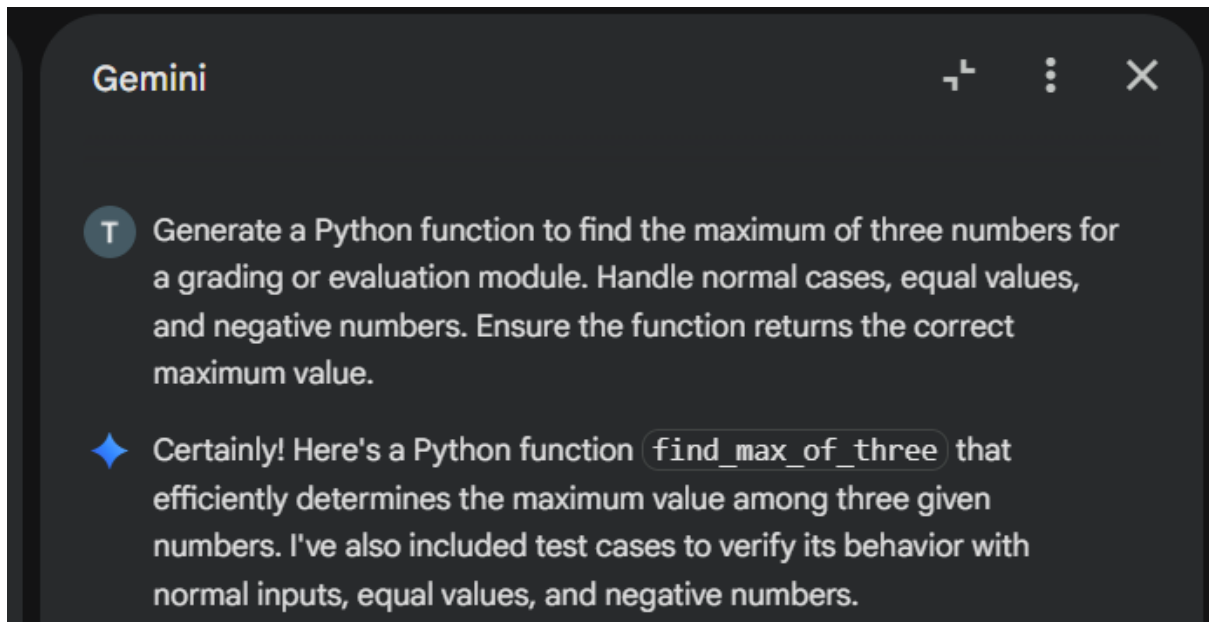 Gemini
T
Generate a Python function to find the maximum of three numbers for
a grading or evaluation module. Handle normal cases, equal values,
and negative numbers. Ensure the function returns the correct
maximum value.
Certainly! Here's a Python function find_max_of_three that
efficiently determines the maximum value among three given
numbers. I've also included test cases to verify its behavior with
normal inputs, equal values, and negative numbers.